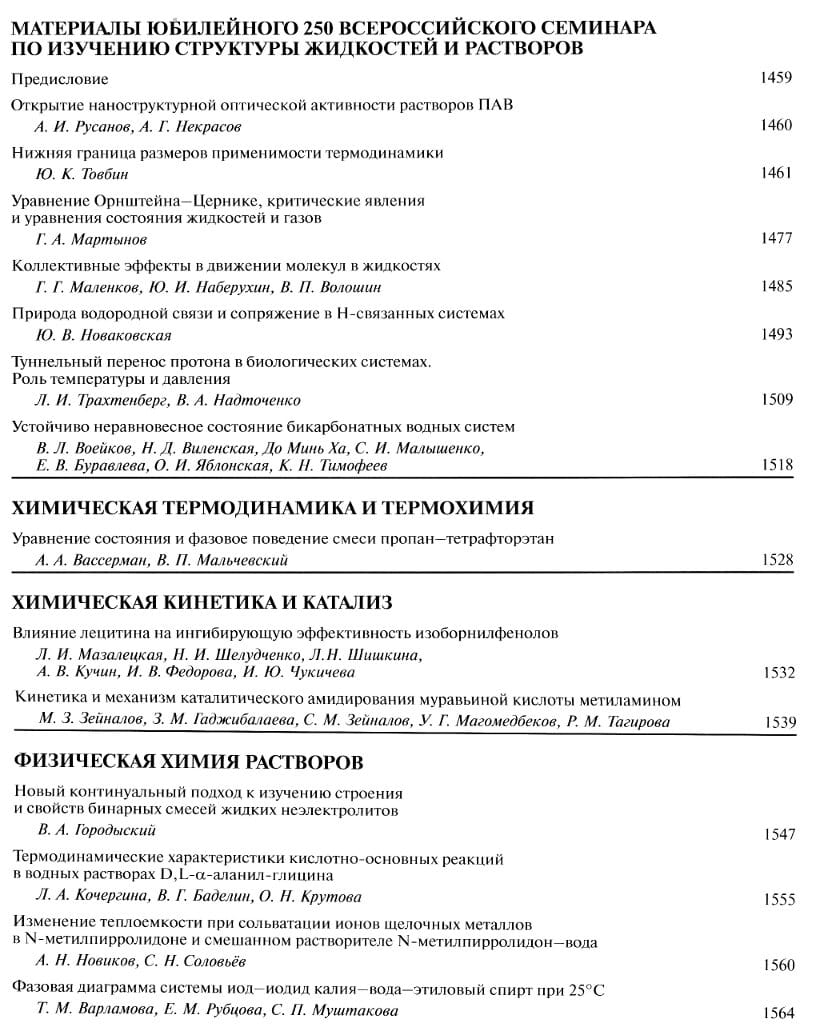 МАТЕРИАЛЫ ЮБИЛЕЙНОГО 250 ВСЕРОССИЙСКОГО СЕМИНАРА
ПО ИЗУЧЕНИЮ СТРУКТУРЫ ЖИДКОСТЕЙ И РАСТВОРОВ
Предисловие 1459
Открытие наноструктурной оптической активности растворов ПАВ
А. И. Русанов, А. Г. Некрасов 1460
Нижняя граница размеров применимости термодинамики
Ю. К. Товбин 1461
Уравнение Орнштейна–Цернике, критические явления
и уравнения состояния жидкостей и газов
Г. А. Мартынов 1477
Коллективные эффекты в движении молекул в жидкостях
Г. Г. Маленков, Ю. И. Наберухин, В. П. Волошин 1485
Природа водородной связи и сопряжение в Н-связанных системах
Ю. В. Новаковская 1493
Туннельный перенос протона в биологических системах.
Роль температуры и давления
Л. И. Трахтенберг, В. А. Надточенко 1509
Устойчиво неравновесное состояние бикарбонатных водных систем
В. Л. Воейков, Н. Д. Виленская, До Минь Ха, С. И. Малышенко,
Е. В. Буравлева, О. И. Яблонская, К. Н. Тимофеев 1518
ХИМИЧЕСКАЯ ТЕРМОДИНАМИКА И ТЕРМОХИМИЯ
Уравнение состояния и фазовое поведение смеси пропан–тетрафторэтан
А. А. Вассерман, В. П. Мальчевский 1528
ХИМИЧЕСКАЯ КИНЕТИКА И КАТАЛИЗ
Влияние лецитина на ингибирующую эффективность изоборнилфенолов
Л. И. Мазалецкая, Н. И. Шелудченко, Л.Н. Шишкина,
А. В. Кучин, И. В. Федорова, И. Ю. Чукичева 1532
Кинетика и механизм каталитического амидирования муравьиной кислоты метиламином
М. З. Зейналов, З. М. Гаджибалаева, С. М. Зейналов, У. Г. Магомедбеков, Р. М. Тагирова 1539
ФИЗИЧЕСКАЯ ХИМИЯ РАСТВОРОВ
Новый континуальный подход к изучению строения
и свойств бинарных смесей жидких неэлектролитов
В. А. Городыский 1547
Термодинамические характеристики кислотно-основных реакций
в водных растворах D,L-α-аланил-глицина
Л. А. Кочергина, В. Г. Баделин, О. Н. Крутова 1555
Изменение теплоемкости при сольватации ионов щелочных металлов
в N-метилпирролидоне и смешанном растворителе N-метилпирролидон–вода
А. Н. Новиков, С. Н. Соловьёв 1560
Фазовая диаграмма системы иод–иодид калия–вода–этиловый спирт при 25°С
Т. М. Варламова, Е. М. Рубцова, С. П. Муштакова 1564